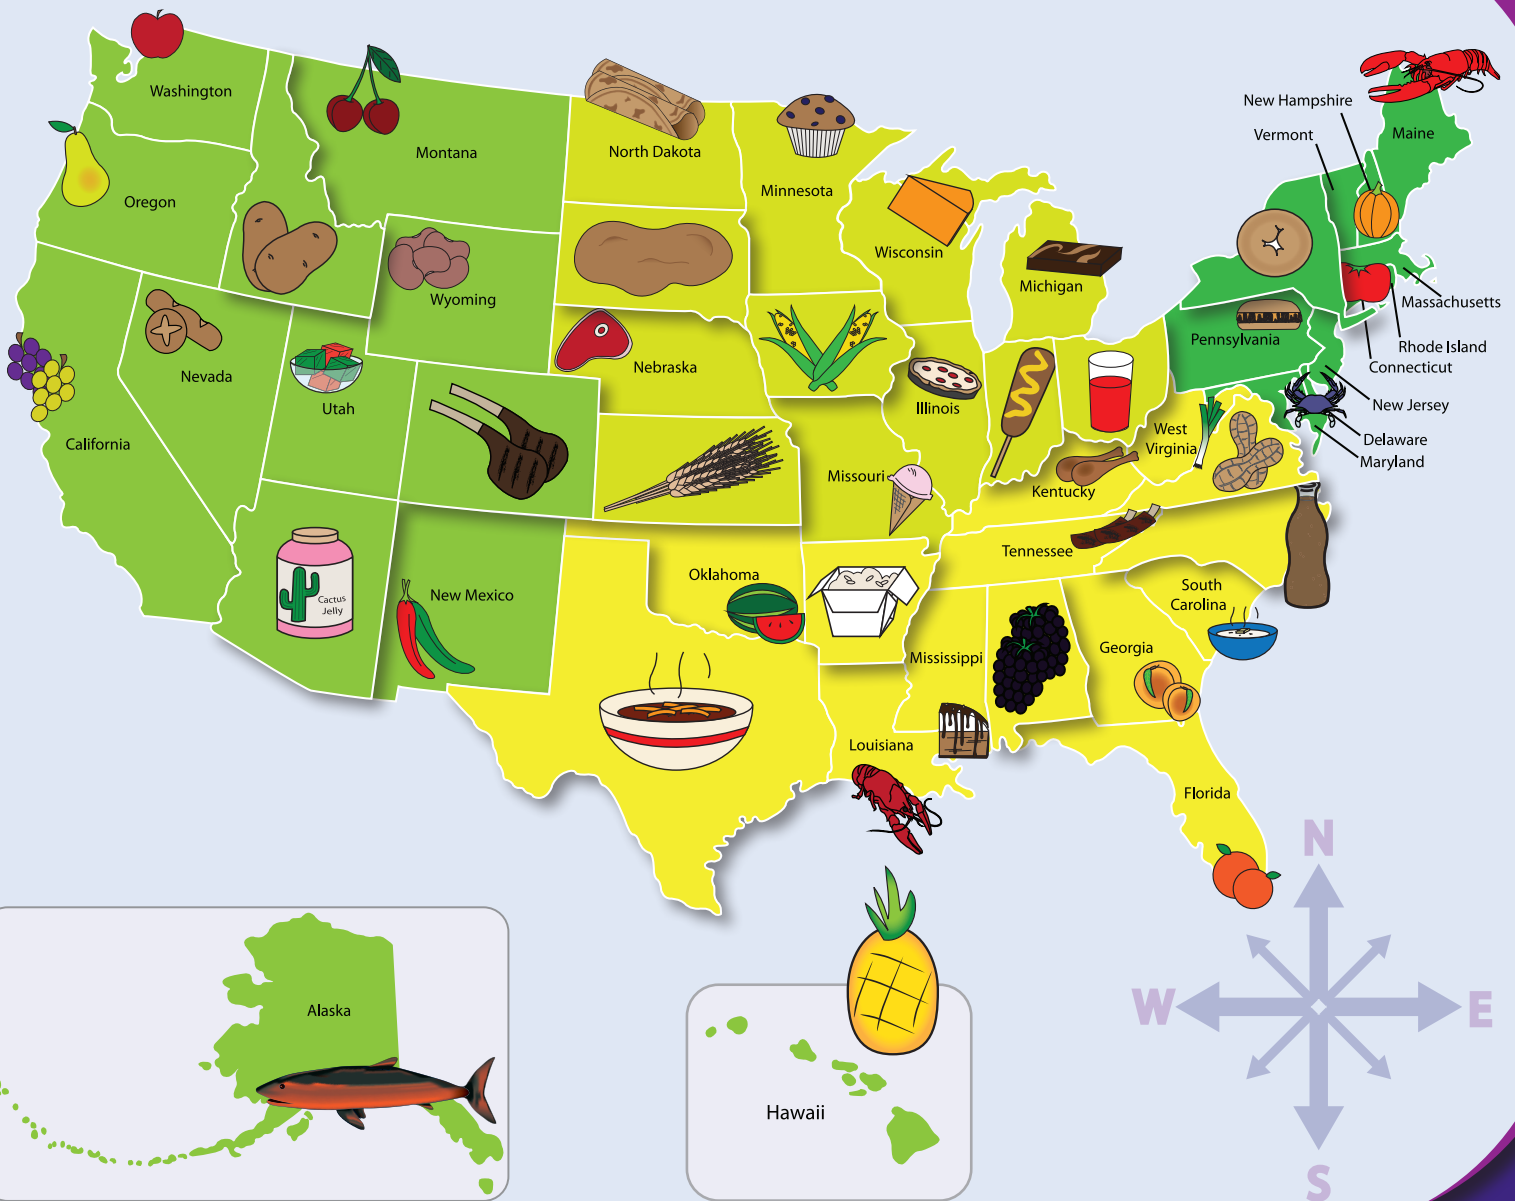 Washington
Montana
Oregon
North Dakota
Minnesota
Wisconsin
Michigan
New Hampshire
Vermont
Maine
Wyoming
Massachusetts
Pennsylvania
Rhode Island
Connecticut
Nevada
Utah
Nebraska
Illinois
New Jersey
California
West
Virginia
Delaware
Maryland
Missouri
Kentucky
Tennessee
Oklahoma
New Mexico
Cactus
Jelly
South
Carolina
Mississippi
Georgia
Louisiana
Florida
Alaska
Hawaii
N
W
E
S